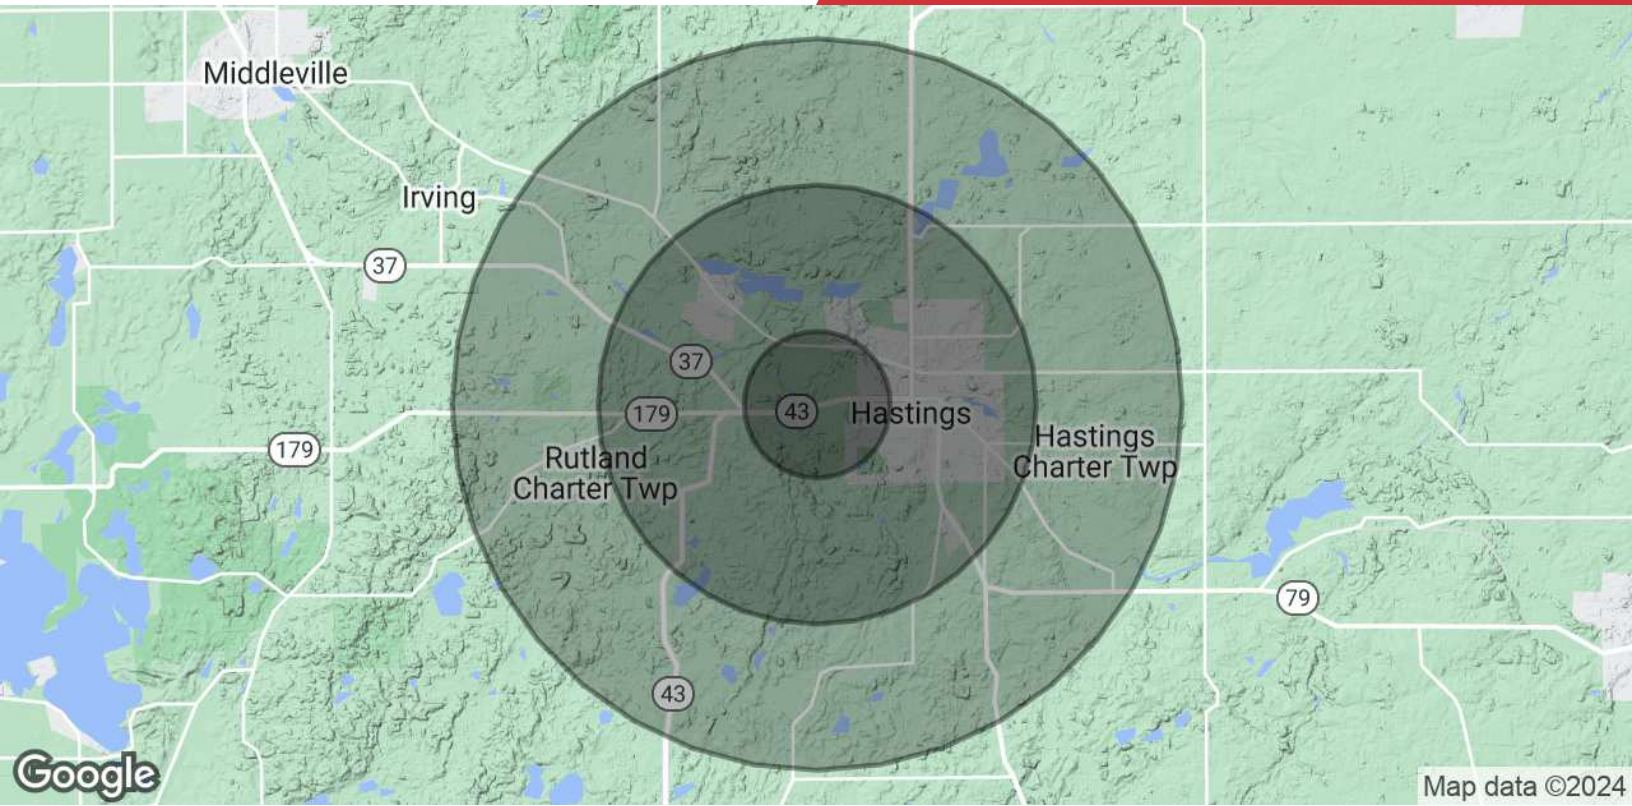 Middleville
Irving
37
37
179
43
Hastings
179
Rutland
Charter Twp
Hastings
Charter Twp
79
43
Google
Map data ©2024